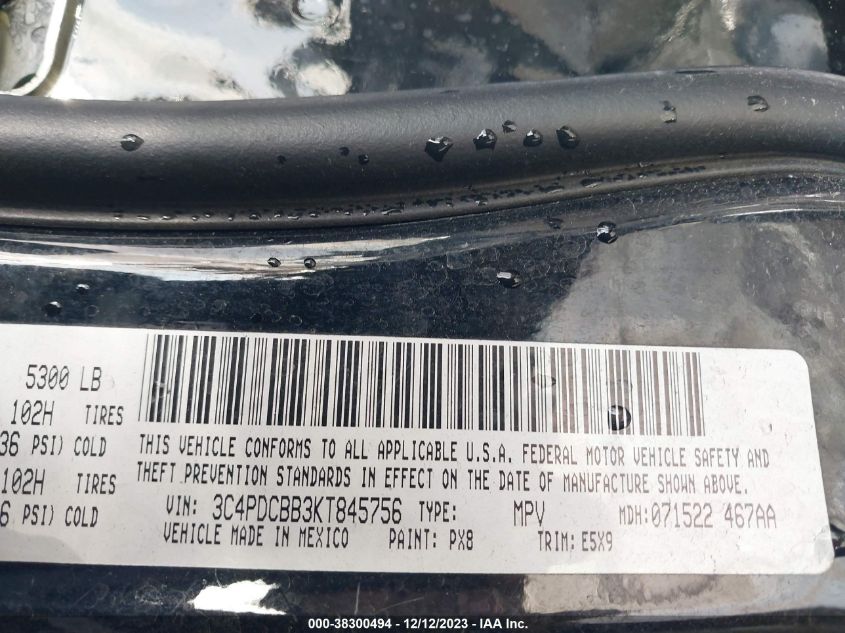 5300 LB
102H TIRES
36 PSI) COLD
102H TIRES
6 PSI) COLD
THIS VEHICLE CONFORMS TO ALL APPLICABLE U.S.A. FEDERAL MOTOR VEHICLE SAFETY AND
THEFT PREVENTION STANDARDS IN EFFECT ON THE DATE OF MANUFACTURE SHOWN ABOVE.
VIN: 3C4PDCBB3KT845756 TYPE: MPV MDH:071522 467AA
VEHICLE MADE IN MEXICO PAINT: PX8 TRIM: E5X9
000-38300494 - 12/12/2023 - IAA Inc.